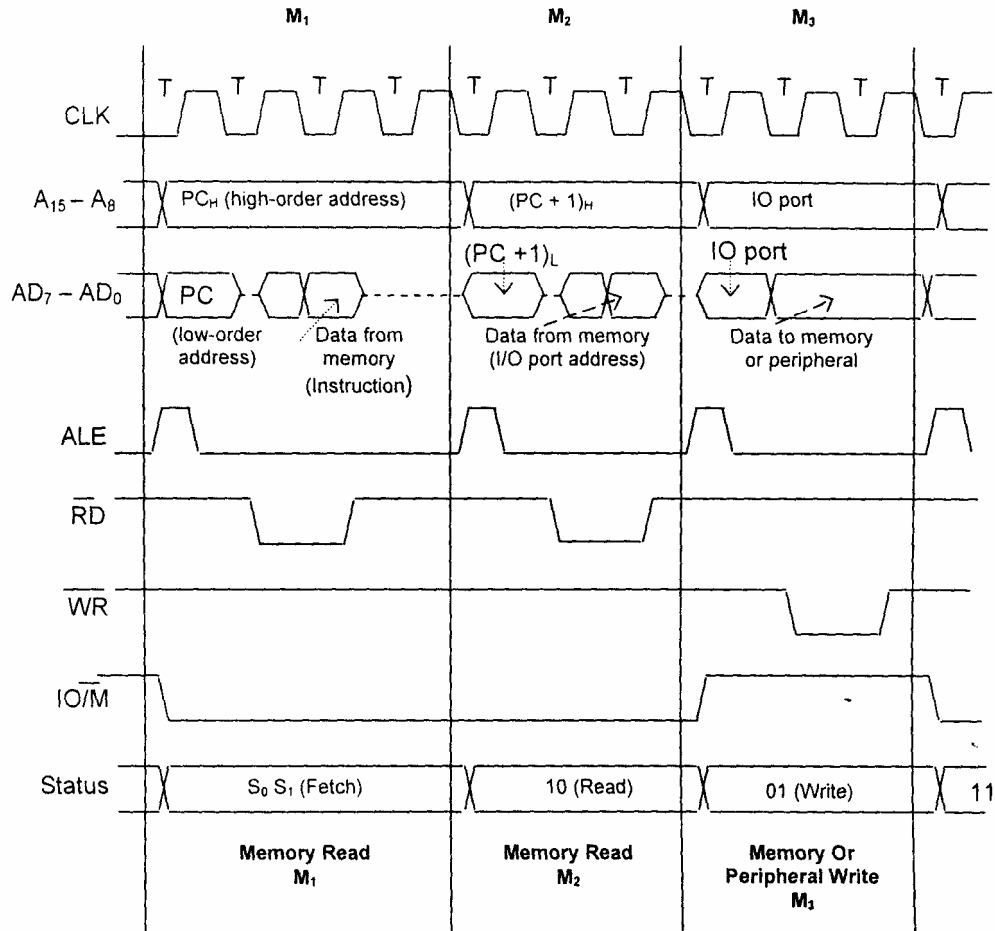 M₁ M₂ M₃
T T T T T T T T T T T
CLK
A₁₅ – A₈ PC_H (high-order address) (PC + 1)_H IO port
(PC +1)_L IO port
AD₇ – AD₀ PC
(low-order address)
Data from memory (Instruction)
Data from memory (I/O port address)
Data to memory or peripheral
ALE
R̅D̅
W̅R̅
IO/M̅
Status S₀ S₁ (Fetch) 10 (Read) 01 (Write) 11
Memory Read M₁
Memory Read M₂
Memory Or Peripheral Write M₃